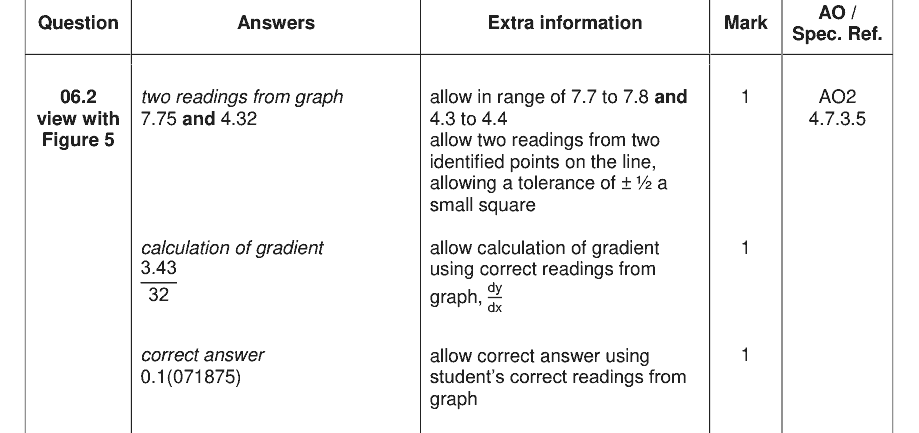 Question
Answers
Extra information
Mark
AO /
Spec. Ref.
06.2
view with
Figure 5
two readings from graph
7.75 and 4.32
allow in range of 7.7 to 7.8 and
4.3 to 4.4
allow two readings from two
identified points on the line,
allowing a tolerance of ± ½ a
small square
1
AO2
4.7.3.5
calculation of gradient
3.43
32
allow calculation of gradient
using correct readings from
graph, dy
dx
1
correct answer
0.1(071875)
allow correct answer using
student's correct readings from
graph
1